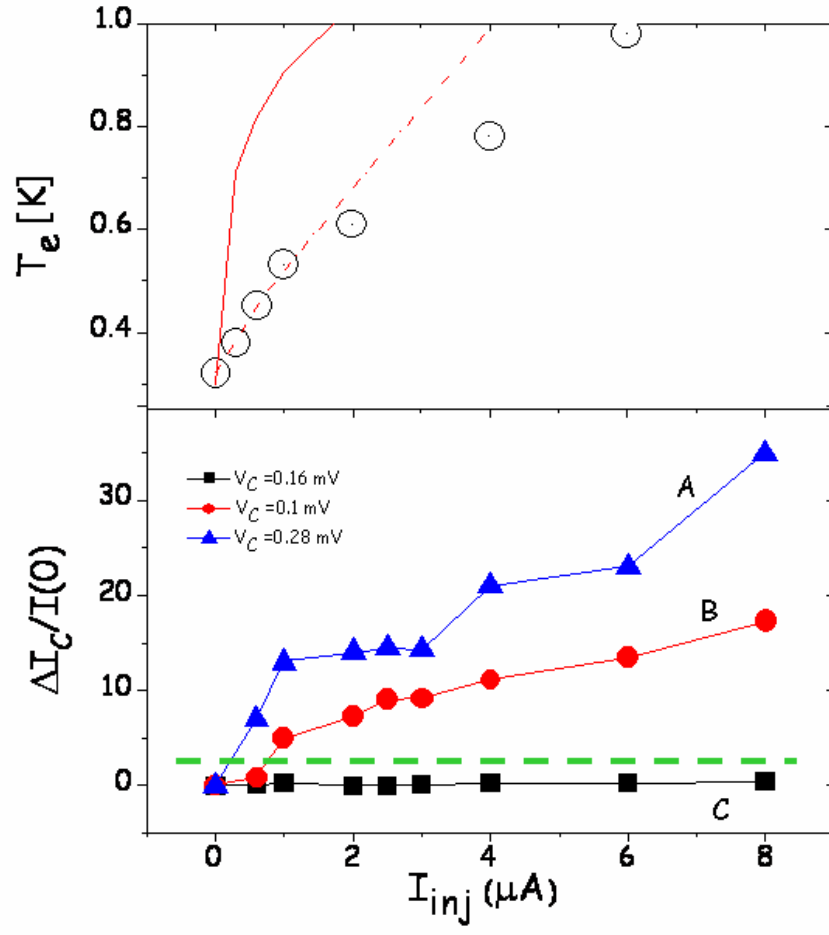 1.0
0.8
0.6
0.4
T_e [K]
30
20
10
0
ΔI_C/I(0)
V_C =0.16 mV
V_C =0.1 mV
V_C =0.28 mV
A
B
C
0 2 4 6 8
I_inj (μA)